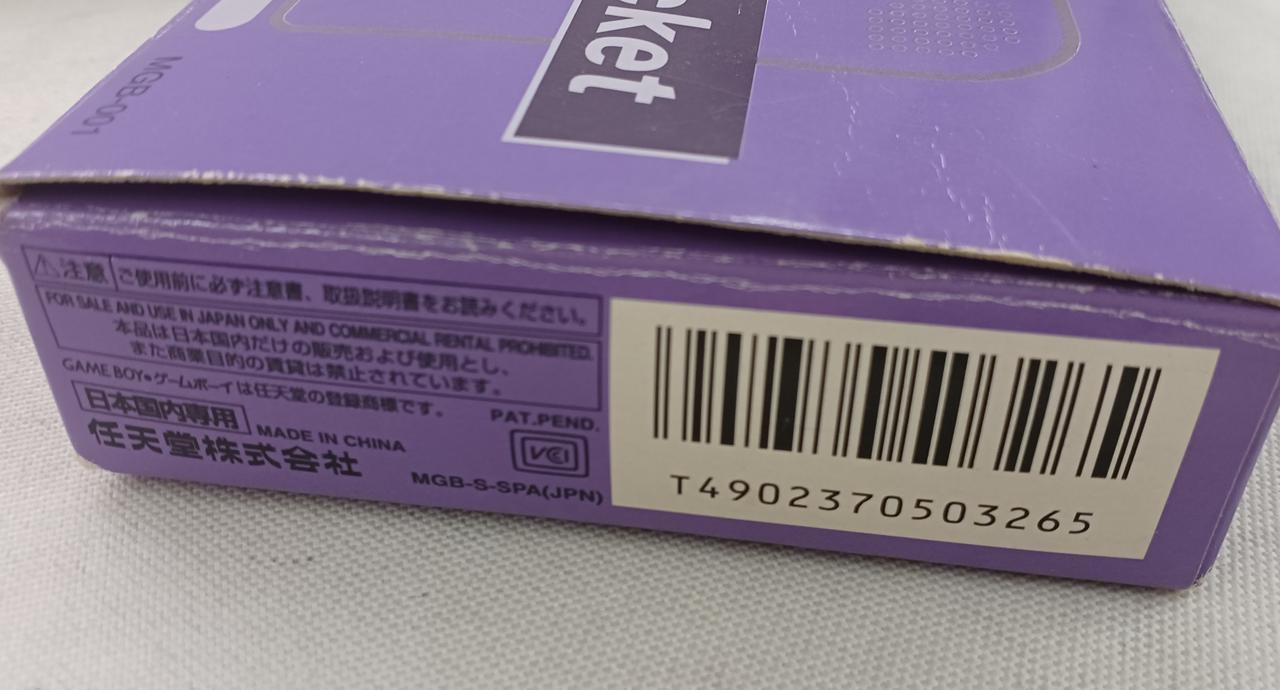 cket
MGB-001
⚠注意 ご使用前に必ず注意書、取扱説明書をお読みください。
FOR SALE AND USE IN JAPAN ONLY AND COMMERCIAL RENTAL PROHIBITED.
本品は日本国内だけの販売および使用とし、
また商業目的の賃貸は禁止されています。
GAME BOY®ゲームボーイは任天堂の登録商標です。
PAT.PEND.
日本国内専用 MADE IN CHINA
任天堂株式会社
VCI
MGB-S-SPA(JPN)
T4902370503265